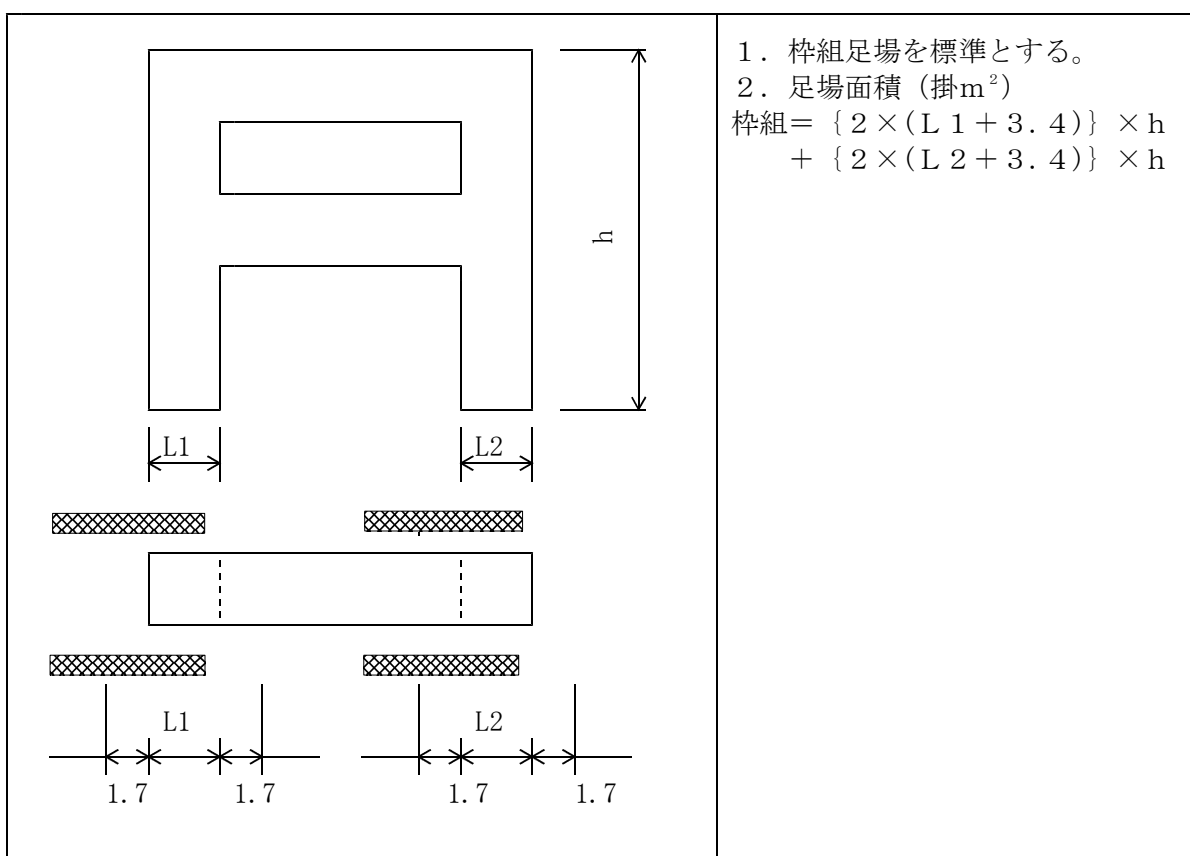 １．枠組足場を標準とする。
２．足場面積（掛m²）
枠組＝｛２×(Ｌ１＋３.４)｝×ｈ
＋｛２×(Ｌ２＋３.４)｝×ｈ
h
L1
L2
L1
L2
1.7
1.7
1.7
1.7